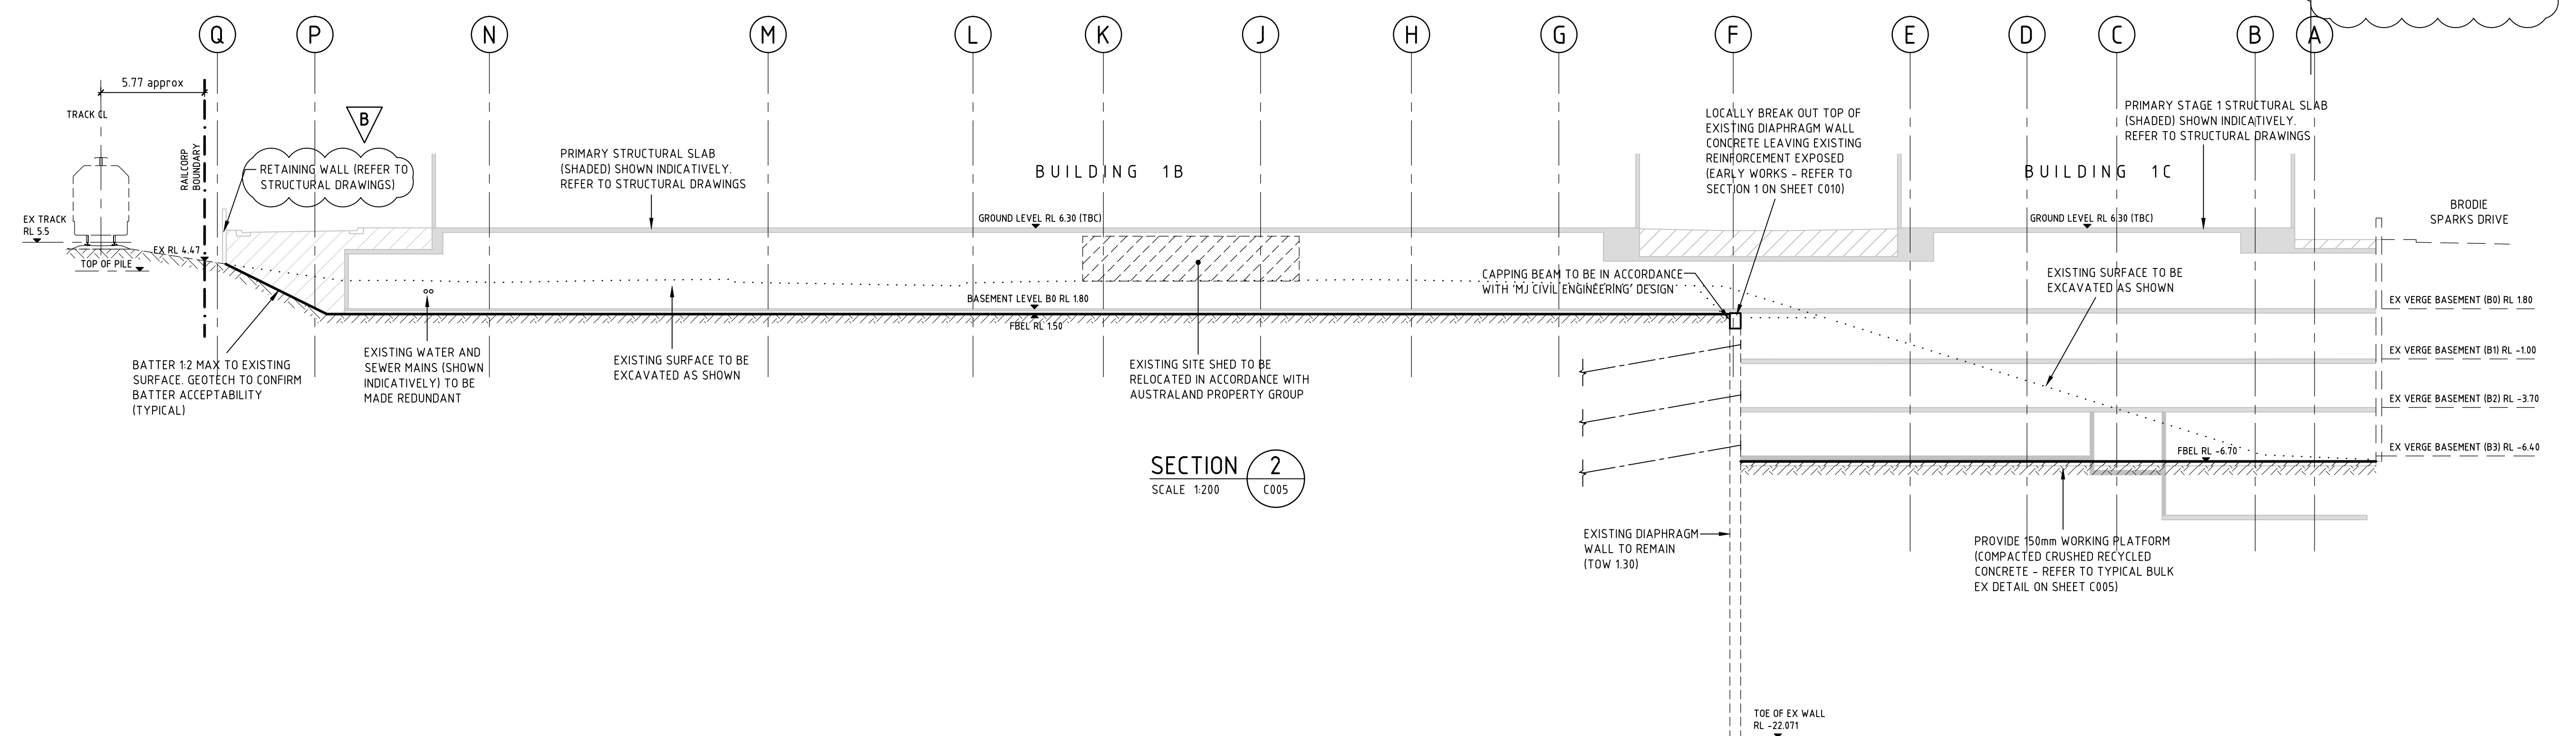 Q
P
N
M
L
K
J
H
G
F
E
D
C
B
A
5.77 approx
TRACK CL
RAILCORP
BOUNDARY
B
RETAINING WALL (REFER TO
STRUCTURAL DRAWINGS)
EX TRACK
RL 5.5
EX RL 4.47
TOP OF PILE
PRIMARY STRUCTURAL SLAB
(SHADED) SHOWN INDICATIVELY.
REFER TO STRUCTURAL DRAWINGS
BUILDING 1B
GROUND LEVEL RL 6.30 (TBC)
LOCALLY BREAK OUT TOP OF
EXISTING DIAPHRAGM WALL
CONCRETE LEAVING EXISTING
REINFORCEMENT EXPOSED
(EARLY WORKS - REFER TO
SECTION 1 ON SHEET C010)
PRIMARY STAGE 1 STRUCTURAL SLAB
(SHADED) SHOWN INDICATIVELY.
REFER TO STRUCTURAL DRAWINGS
BUILDING 1C
GROUND LEVEL RL 6.30 (TBC)
BRODIE
SPARKS DRIVE
CAPPING BEAM TO BE IN ACCORDANCE
WITH 'MJ CIVIL ENGINEERING' DESIGN
EXISTING SURFACE TO BE
EXCAVATED AS SHOWN
BASEMENT LEVEL B0 RL 1.80
FBEL RL 1.50
EX VERGE BASEMENT (B0) RL 1.80
EX VERGE BASEMENT (B1) RL -1.00
EX VERGE BASEMENT (B2) RL -3.70
EX VERGE BASEMENT (B3) RL -6.40
FBEL RL -6.70
BATTER 1:2 MAX TO EXISTING
SURFACE. GEOTECH TO CONFIRM
BATTER ACCEPTABILITY
(TYPICAL)
EXISTING WATER AND
SEWER MAINS (SHOWN
INDICATIVELY) TO BE
MADE REDUNDANT
EXISTING SURFACE TO BE
EXCAVATED AS SHOWN
EXISTING SITE SHED TO BE
RELOCATED IN ACCORDANCE WITH
AUSTRALAND PROPERTY GROUP
SECTION 2
SCALE 1:200 C005
EXISTING DIAPHRAGM
WALL TO REMAIN
(TOW 1.30)
PROVIDE 150mm WORKING PLATFORM
(COMPACTED CRUSHED RECYCLED
CONCRETE - REFER TO TYPICAL BULK
EX DETAIL ON SHEET C005)
TOE OF EX WALL
RL -22.071